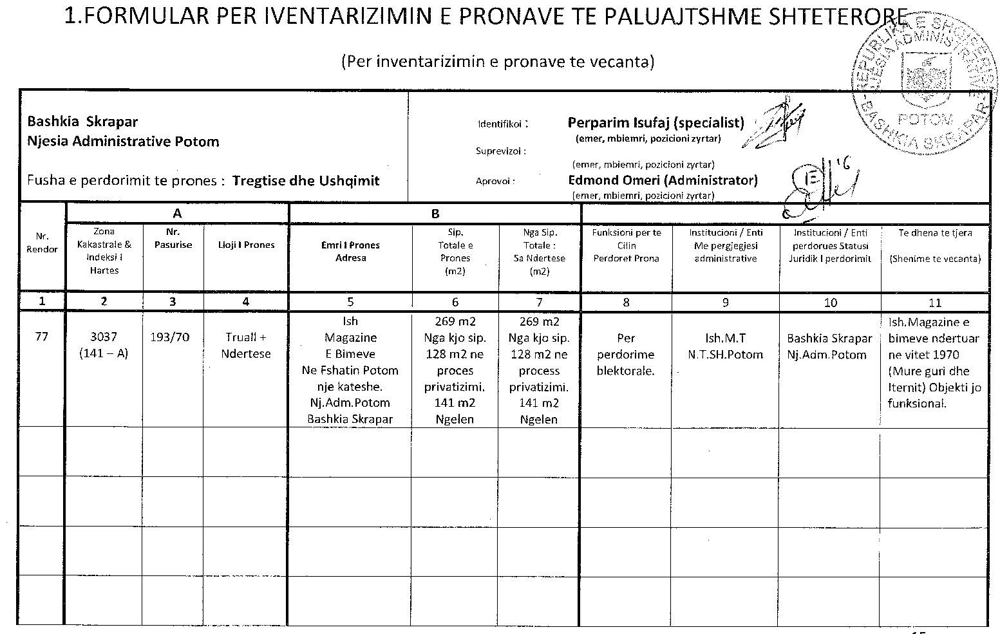 1.FORMULAR PER IVENTARIZIMIN E PRONAVE TE PALUAJTSHME SHTETERORE
(Per inventarizimin e pronave te vecanta)
REPUBLIKA E SHQIPERISE
NJESIA ADMINISTRATIVE
POTOM
BASHKIA SKRAPAR
Bashkia Skrapar
Njesia Administrative Potom
Fusha e perdorimit te prones : Tregtise dhe Ushqimit
Identifikoi : Perparim Isufaj (specialist)
(emer, mbiemri, pozicioni zyrtar)
Suprevizoi :
(emer, mbiemri, pozicioni zyrtar)
Aprovoi : Edmond Omeri (Administrator)
(emer, mbiemri, pozicioni zyrtar)
A
B
Nr.
Rendor
Zona
Kakastrale &
Indeksi I
Hartes
Nr.
Pasurise
Lloji I Prones
Emri I Prones
Adresa
Sip.
Totale e
Prones
(m2)
Nga Sip.
Totale :
Sa Ndertese
(m2)
Funksioni per te
Cilin
Perdoret Prona
Institucioni / Enti
Me pergjegjesi
administrative
Institucioni / Enti
perdorues Statusi
Juridik I perdorimit
Te dhena te tjera
(Shenime te vecanta)
1 2 3 4 5 6 7 8 9 10 11
77
3037
(141 – A)
193/70
Truall +
Ndertese
Ish
Magazine
E Bimeve
Ne Fshatin Potom
nje kateshe.
Nj.Adm.Potom
Bashkia Skrapar
269 m2
Nga kjo sip.
128 m2 ne
proces
privatizimi.
141 m2
Ngelen
269 m2
Nga kjo sip.
128 m2 ne
process
privatizimi.
141 m2
Ngelen
Per
perdorime
blektorale.
Ish.M.T
N.T.SH.Potom
Bashkia Skrapar
Nj.Adm.Potom
Ish.Magazine e
bimeve ndertuar
ne vitet 1970
(Mure guri dhe
Iternit) Objekti jo
funksional.